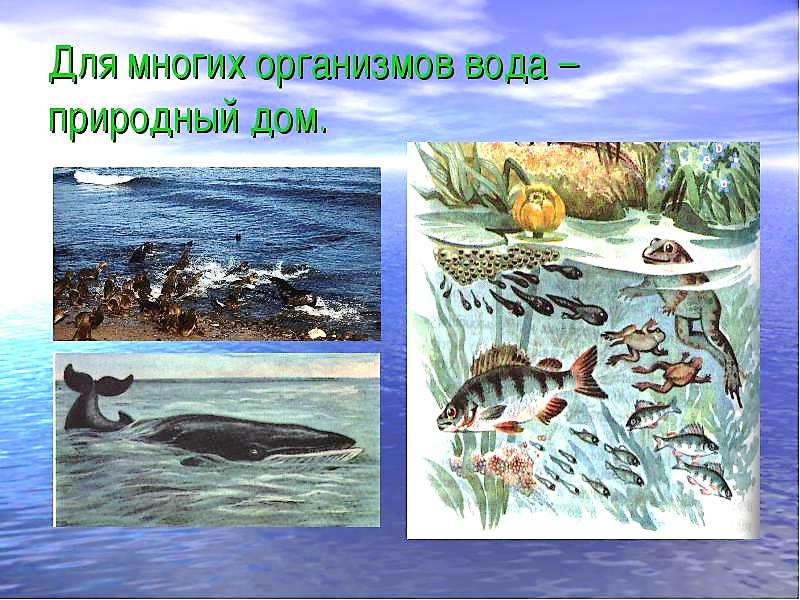 Для многих организмов вода –
природный дом.